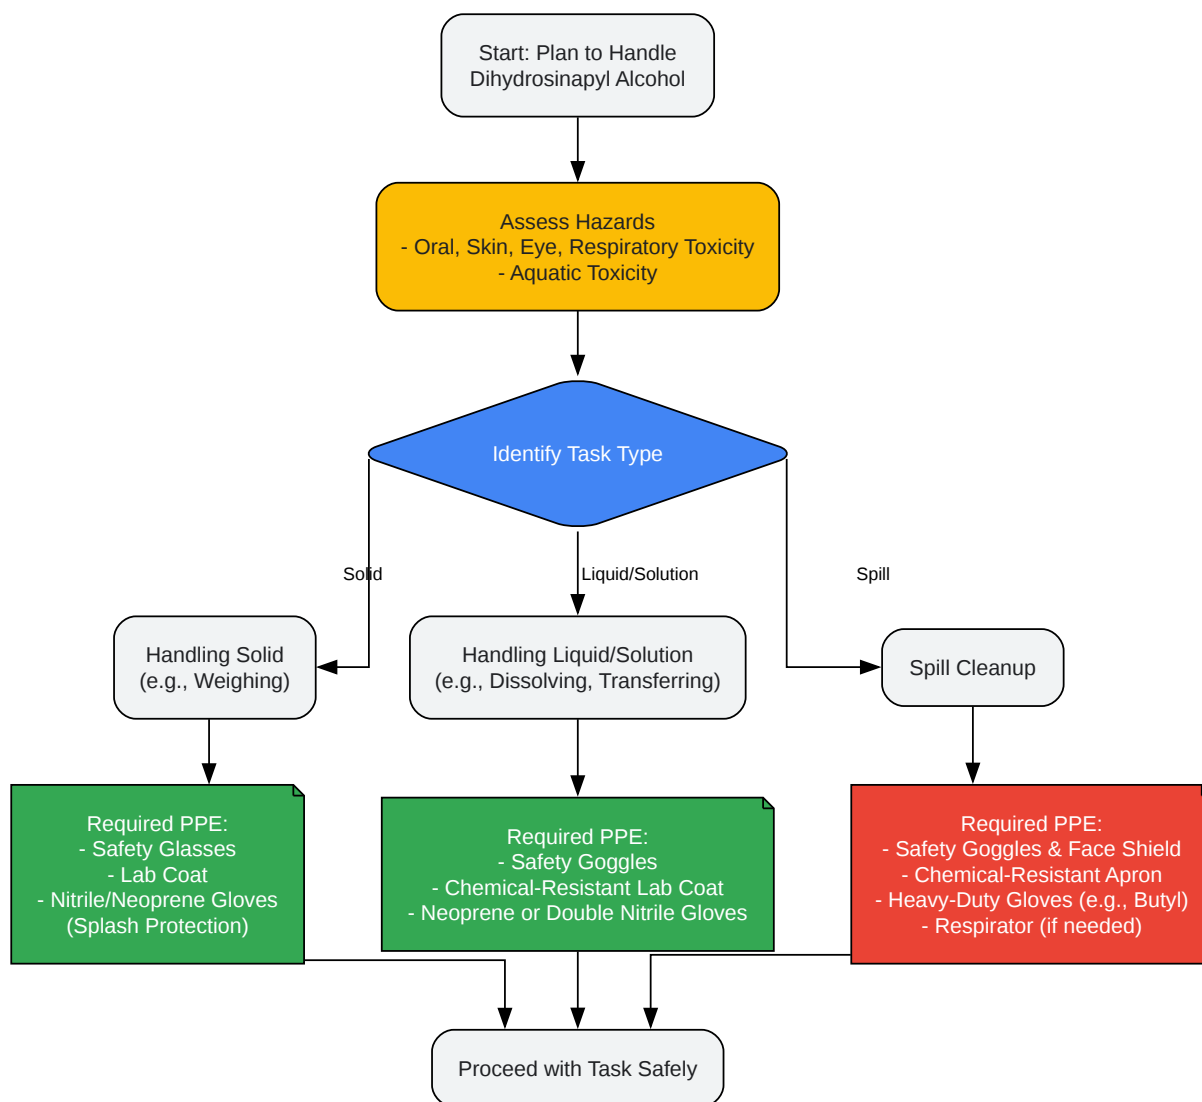 Start: Plan to Handle
Dihydrosinapyl Alcohol
Assess Hazards
- Oral, Skin, Eye, Respiratory Toxicity
- Aquatic Toxicity
Identify Task Type
Solid
Liquid/Solution
Spill
Handling Solid
(e.g., Weighing)
Handling Liquid/Solution
(e.g., Dissolving, Transferring)
Spill Cleanup
Required PPE:
- Safety Glasses
- Lab Coat
- Nitrile/Neoprene Gloves
(Splash Protection)
Required PPE:
- Safety Goggles
- Chemical-Resistant Lab Coat
- Neoprene or Double Nitrile Gloves
Required PPE:
- Safety Goggles & Face Shield
- Chemical-Resistant Apron
- Heavy-Duty Gloves (e.g., Butyl)
- Respirator (if needed)
Proceed with Task Safely